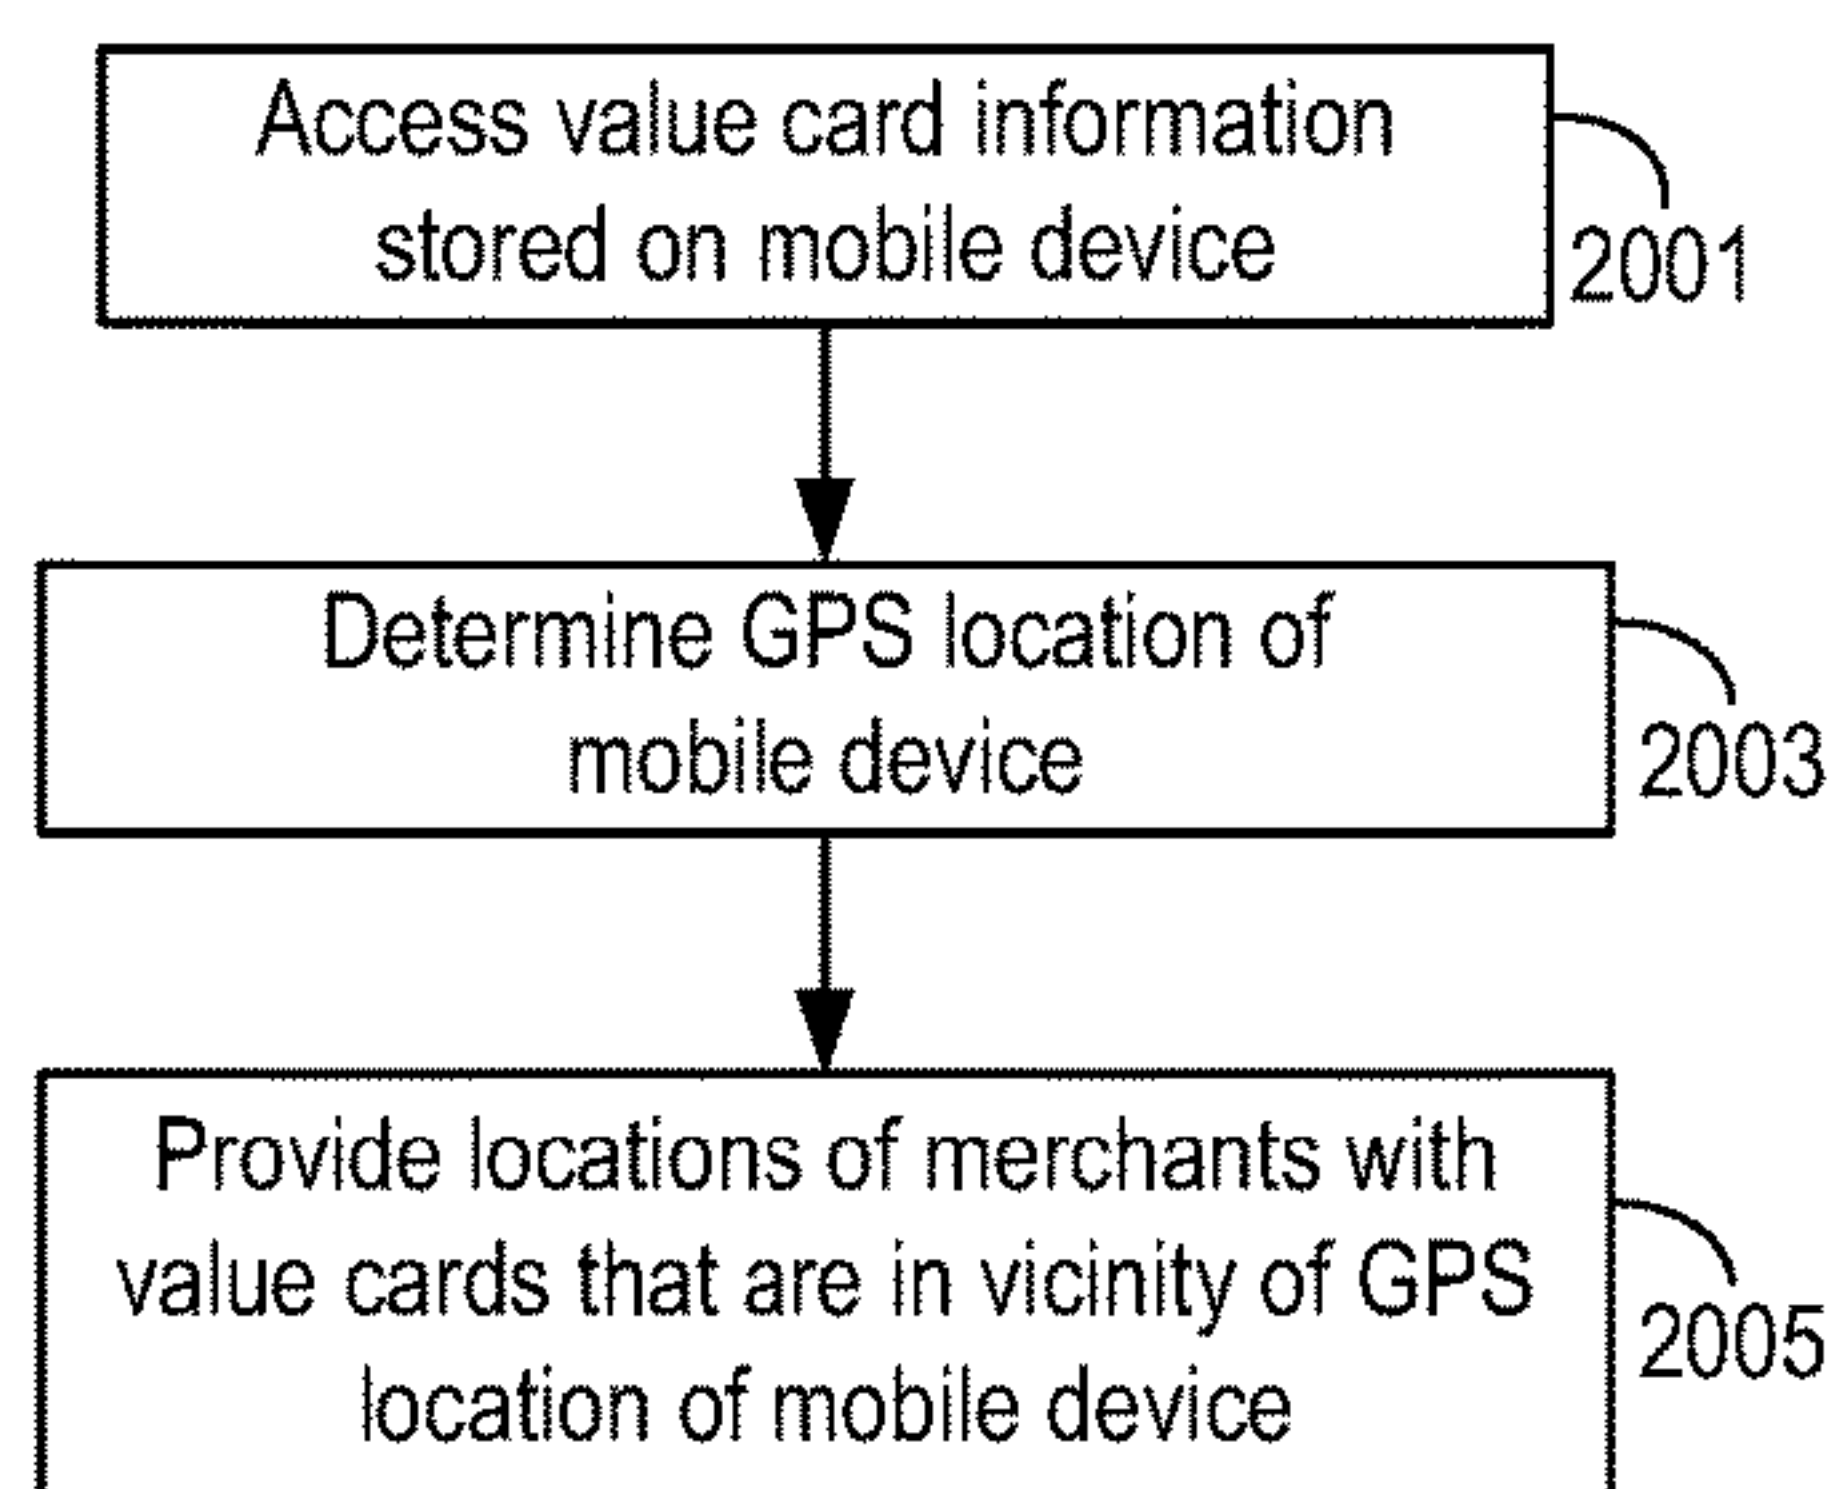 Access value card information
stored on mobile device
2001
Determine GPS location of
mobile device
2003
Provide locations of merchants with
value cards that are in vicinity of GPS
location of mobile device
2005